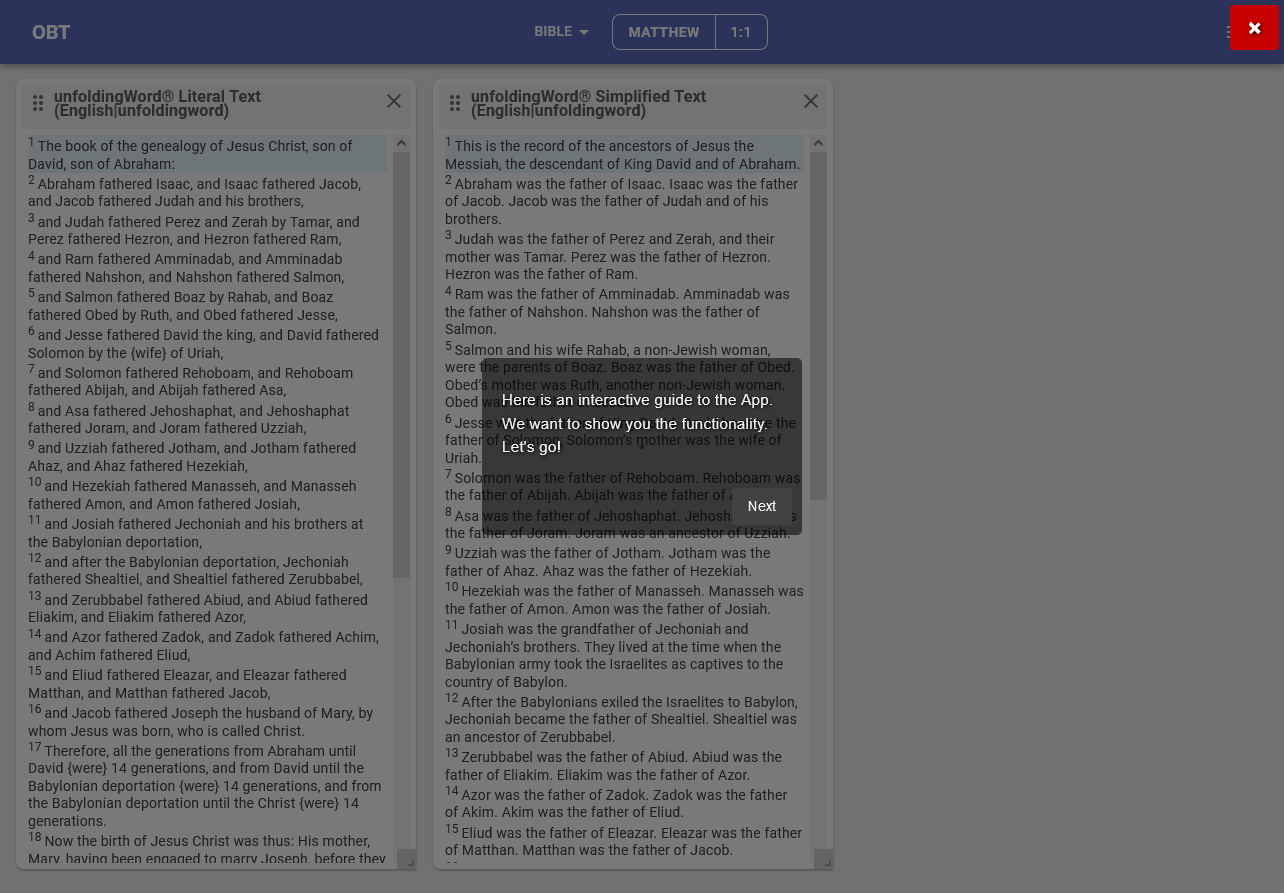 OBT
BIBLE
MATTHEW
1:1
unfoldingWord® Literal Text
(English|unfoldingword)
1 The book of the genealogy of Jesus Christ, son of
David, son of Abraham:
2 Abraham fathered Isaac, and Isaac fathered Jacob,
and Jacob fathered Judah and his brothers,
3 and Judah fathered Perez and Zerah by Tamar, and
Perez fathered Hezron, and Hezron fathered Ram,
4 and Ram fathered Amminadab, and Amminadab
fathered Nahshon, and Nahshon fathered Salmon,
5 and Salmon fathered Boaz by Rahab, and Boaz
fathered Obed by Ruth, and Obed fathered Jesse,
6 and Jesse fathered David the king, and David fathered
Solomon by the {wife} of Uriah,
7 and Solomon fathered Rehoboam, and Rehoboam
fathered Abijah, and Abijah fathered Asa,
8 and Asa fathered Jehoshaphat, and Jehoshaphat
fathered Joram, and Joram fathered Uzziah,
9 and Uzziah fathered Jotham, and Jotham fathered
Ahaz, and Ahaz fathered Hezekiah,
10 and Hezekiah fathered Manasseh, and Manasseh
fathered Amon, and Amon fathered Josiah,
11 and Josiah fathered Jechoniah and his brothers at
the Babylonian deportation,
12 and after the Babylonian deportation, Jechoniah
fathered Shealtiel, and Shealtiel fathered Zerubbabel,
13 and Zerubbabel fathered Abiud, and Abiud fathered
Eliakim, and Eliakim fathered Azor,
14 and Azor fathered Zadok, and Zadok fathered Achim,
and Achim fathered Eliud,
15 and Eliud fathered Eleazar, and Eleazar fathered
Matthan, and Matthan fathered Jacob,
16 and Jacob fathered Joseph the husband of Mary, by
whom Jesus was born, who is called Christ.
17 Therefore, all the generations from Abraham until
David {were} 14 generations, and from David until the
Babylonian deportation {were} 14 generations, and from
the Babylonian deportation until the Christ {were} 14
generations.
18 Now the birth of Jesus Christ was thus: His mother,
Mary, having been engaged to marry Joseph, before they
unfoldingWord® Simplified Text
(English|unfoldingword)
1 This is the record of the ancestors of Jesus the
Messiah, the descendant of King David and of Abraham.
2 Abraham was the father of Isaac. Isaac was the father
of Jacob. Jacob was the father of Judah and of his
brothers.
3 Judah was the father of Perez and Zerah, and their
mother was Tamar. Perez was the father of Hezron.
Hezron was the father of Ram.
4 Ram was the father of Amminadab. Amminadab was
the father of Nahshon. Nahshon was the father of
Salmon.
5 Salmon and his wife Rahab, a non-Jewish woman,
were the parents of Boaz. Boaz was the father of Obed.
Obed's mother was Ruth, another non-Jewish woman.
Obed was
6 Jesse the
father of Solomon. Solomon's mother was the wife of
Uriah.
7 Solomon was the father of Rehoboam. Rehoboam was
the father of Abijah. Abijah was the father of
8 Asa was the father of Jehoshaphat.
the father of Joram. Joram was an ancestor of Uzziah.
9 Uzziah was the father of Jotham. Jotham was the
father of Ahaz. Ahaz was the father of Hezekiah.
10 Hezekiah was the father of Manasseh. Manasseh was
the father of Amon. Amon was the father of Josiah.
11 Josiah was the grandfather of Jechoniah and
Jechoniah's brothers. They lived at the time when the
Babylonian army took the Israelites as captives to the
country of Babylon.
12 After the Babylonians exiled the Israelites to Babylon,
Jechoniah became the father of Shealtiel. Shealtiel was
an ancestor of Zerubbabel.
13 Zerubbabel was the father of Abiud. Abiud was the
father of Eliakim. Eliakim was the father of Azor.
14 Azor was the father of Zadok. Zadok was the father
of Akim. Akim was the father of Eliud.
15 Eliud was the father of Eleazar. Eleazar was the father
of Matthan. Matthan was the father of Jacob.
Here is an interactive guide to the App.
We want to show you the functionality.
Let's go!
Next